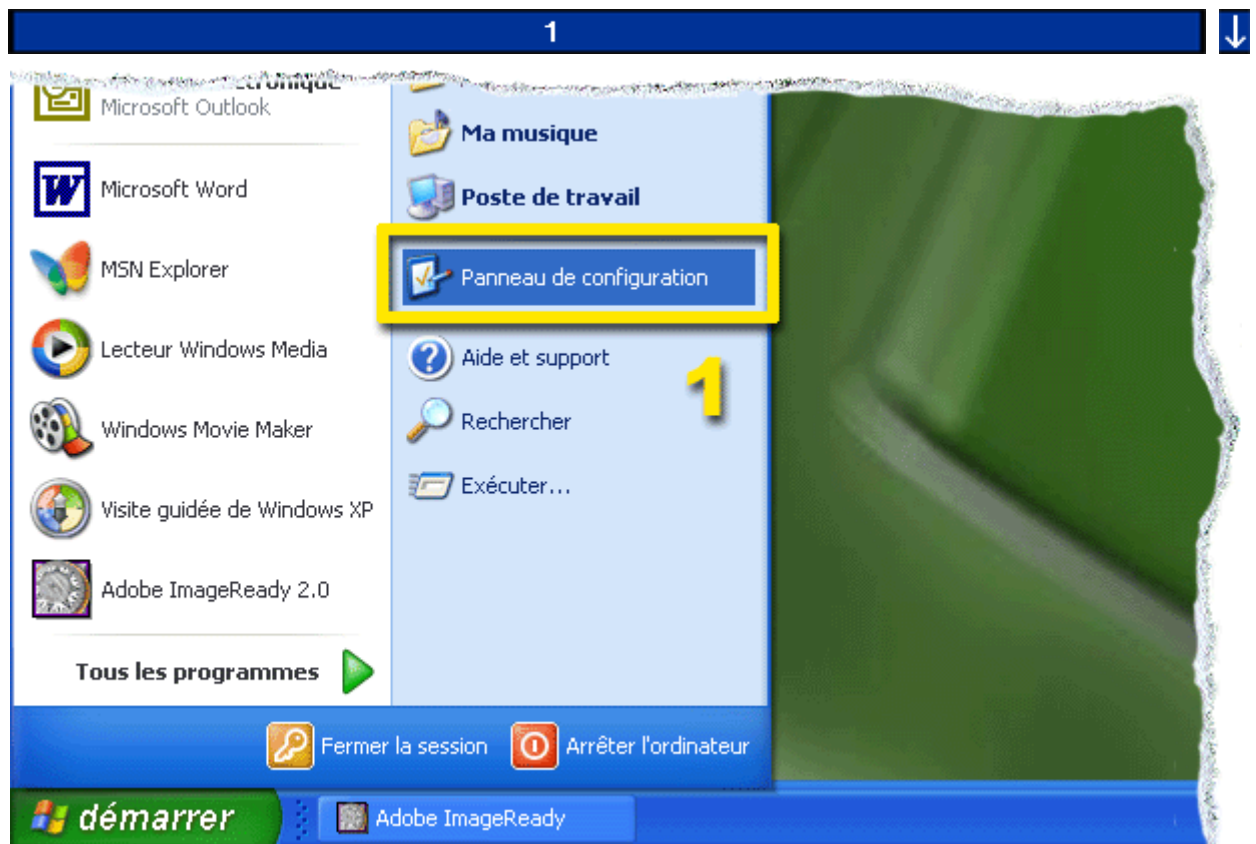 1
Microsoft Outlook
Microsoft Word
MSN Explorer
Lecteur Windows Media
Windows Movie Maker
Visite guidée de Windows XP
Adobe ImageReady 2.0
Tous les programmes
Ma musique
Poste de travail
Panneau de configuration
1
Aide et support
Rechercher
Exécuter...
Fermer la session
Arrêter l'ordinateur
démarrer
Adobe ImageReady